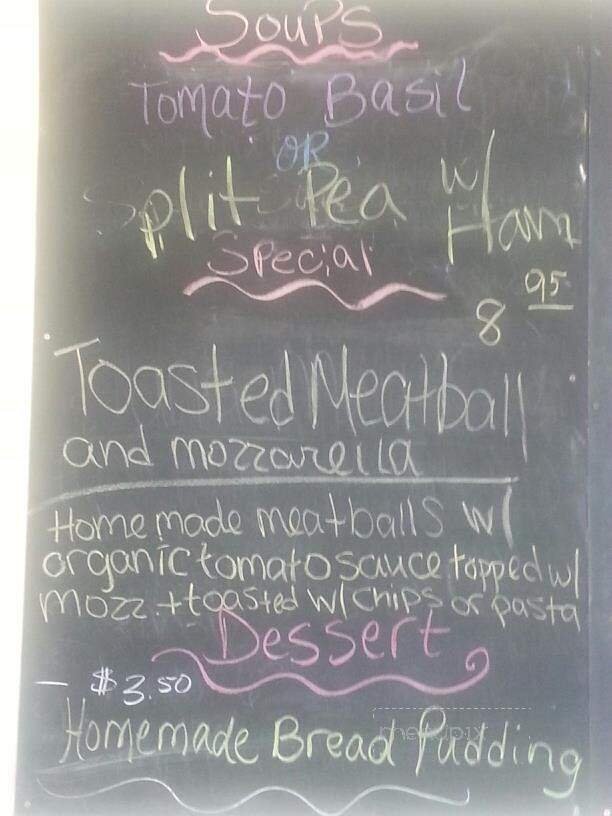 Soups
Tomato Basil
OR
Split Pea w/
Ham
Special
8 95
Toasted Meatball
and mozzarella
Homemade meatballs w/
organic tomato sauce topped w/
mozz. + toasted w/ chips or pasta
Dessert
— $3.50
Homemade Bread Pudding
menupix